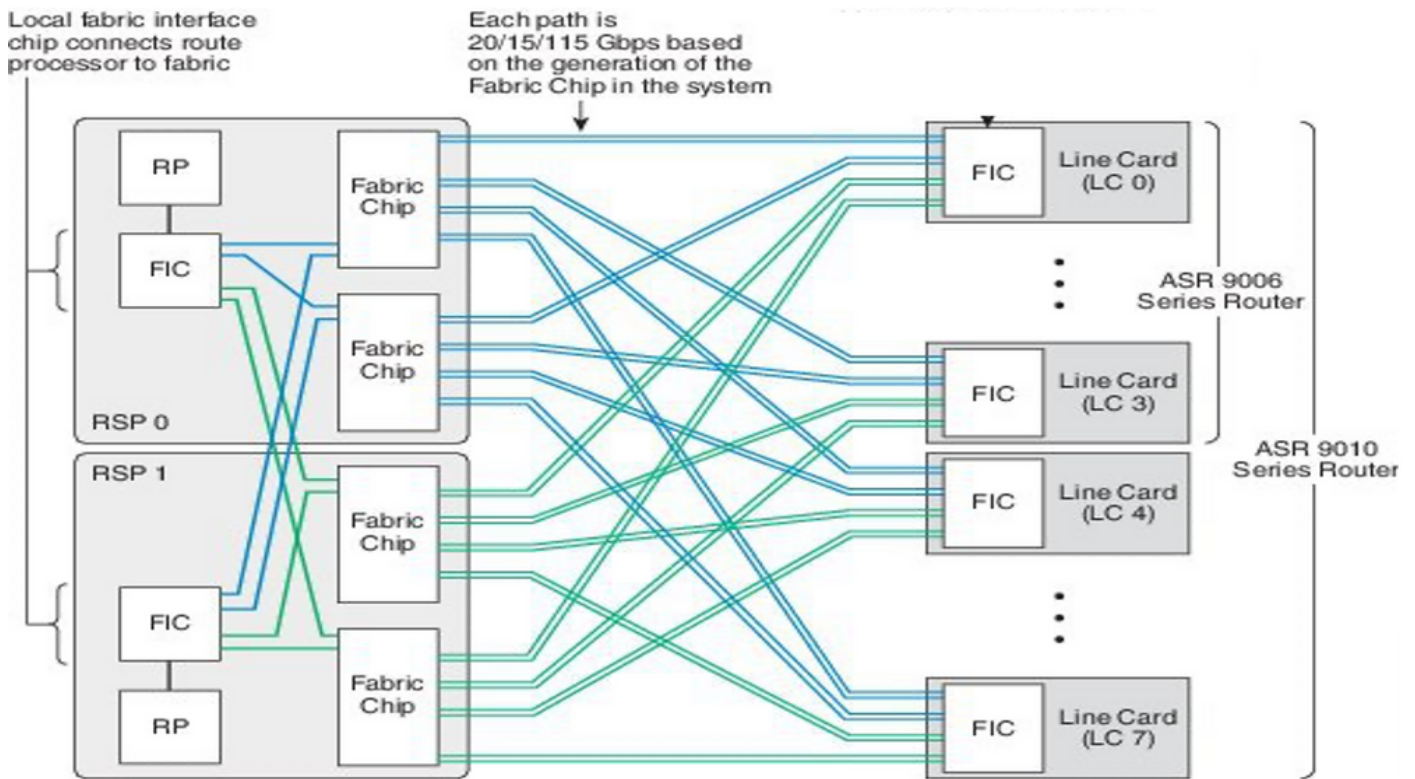 Local fabric interface
chip connects route
processor to fabric
Each path is
20/15/115 Gbps based
on the generation of the
Fabric Chip in the system
RP
FIC
Fabric
Chip
Fabric
Chip
RSP 0
RSP 1
Fabric
Chip
FIC
RP
Fabric
Chip
FIC
Line Card
(LC 0)
FIC
Line Card
(LC 3)
FIC
Line Card
(LC 4)
FIC
Line Card
(LC 7)
ASR 9006
Series Router
ASR 9010
Series Router